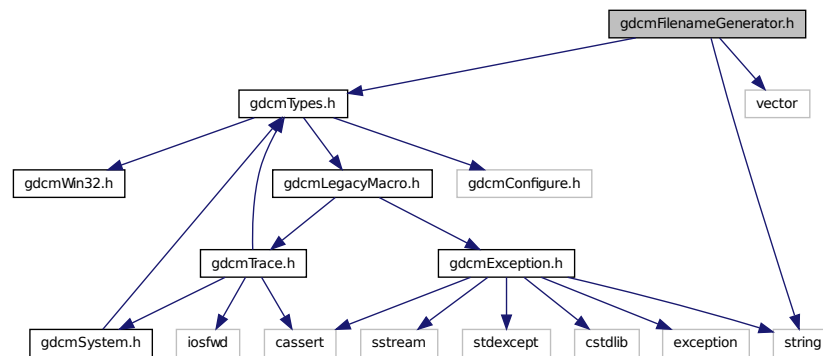 gdcmFilenameGenerator.h
gdcmTypes.h
vector
gdcmWin32.h
gdcmLegacyMacro.h
gdcmConfigure.h
gdcmTrace.h
gdcmException.h
gdcmSystem.h
iosfwd
cassert
sstream
stdexcept
cstdlib
exception
string